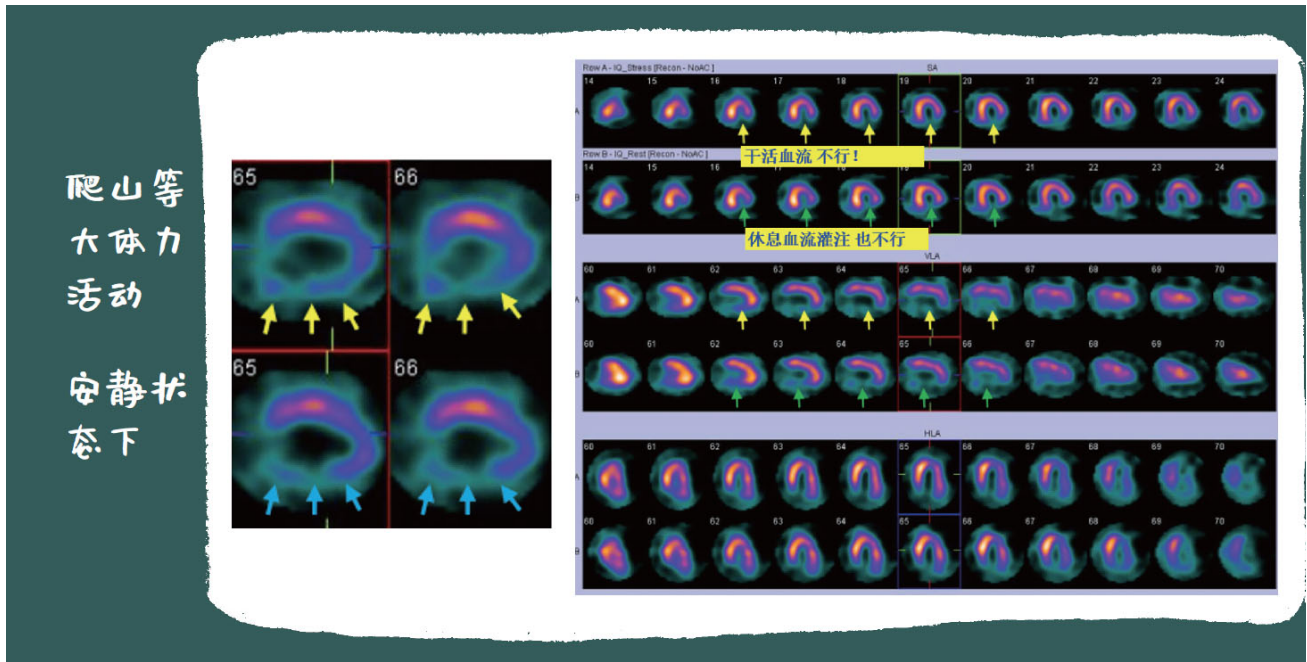 爬山等
大体力
活动
安静状
态下
65 66
65 66
Row A - IQ_Stress [Recon - NoAC ] SA
14 15 16 17 18 19 20 21 22 23 24
A
干活血流 不行！
Row B - IQ_Rest [Recon - NoAC ]
14 15 16 17 18 19 20 21 22 23 24
B
休息血流灌注 也不行
VLA
60 61 62 63 64 65 66 67 68 69 70
A
60 61 62 63 64 65 66 67 68 69 70
B
HLA
60 61 62 63 64 65 66 67 68 69 70
A
60 61 62 63 64 65 66 67 68 69 70
B